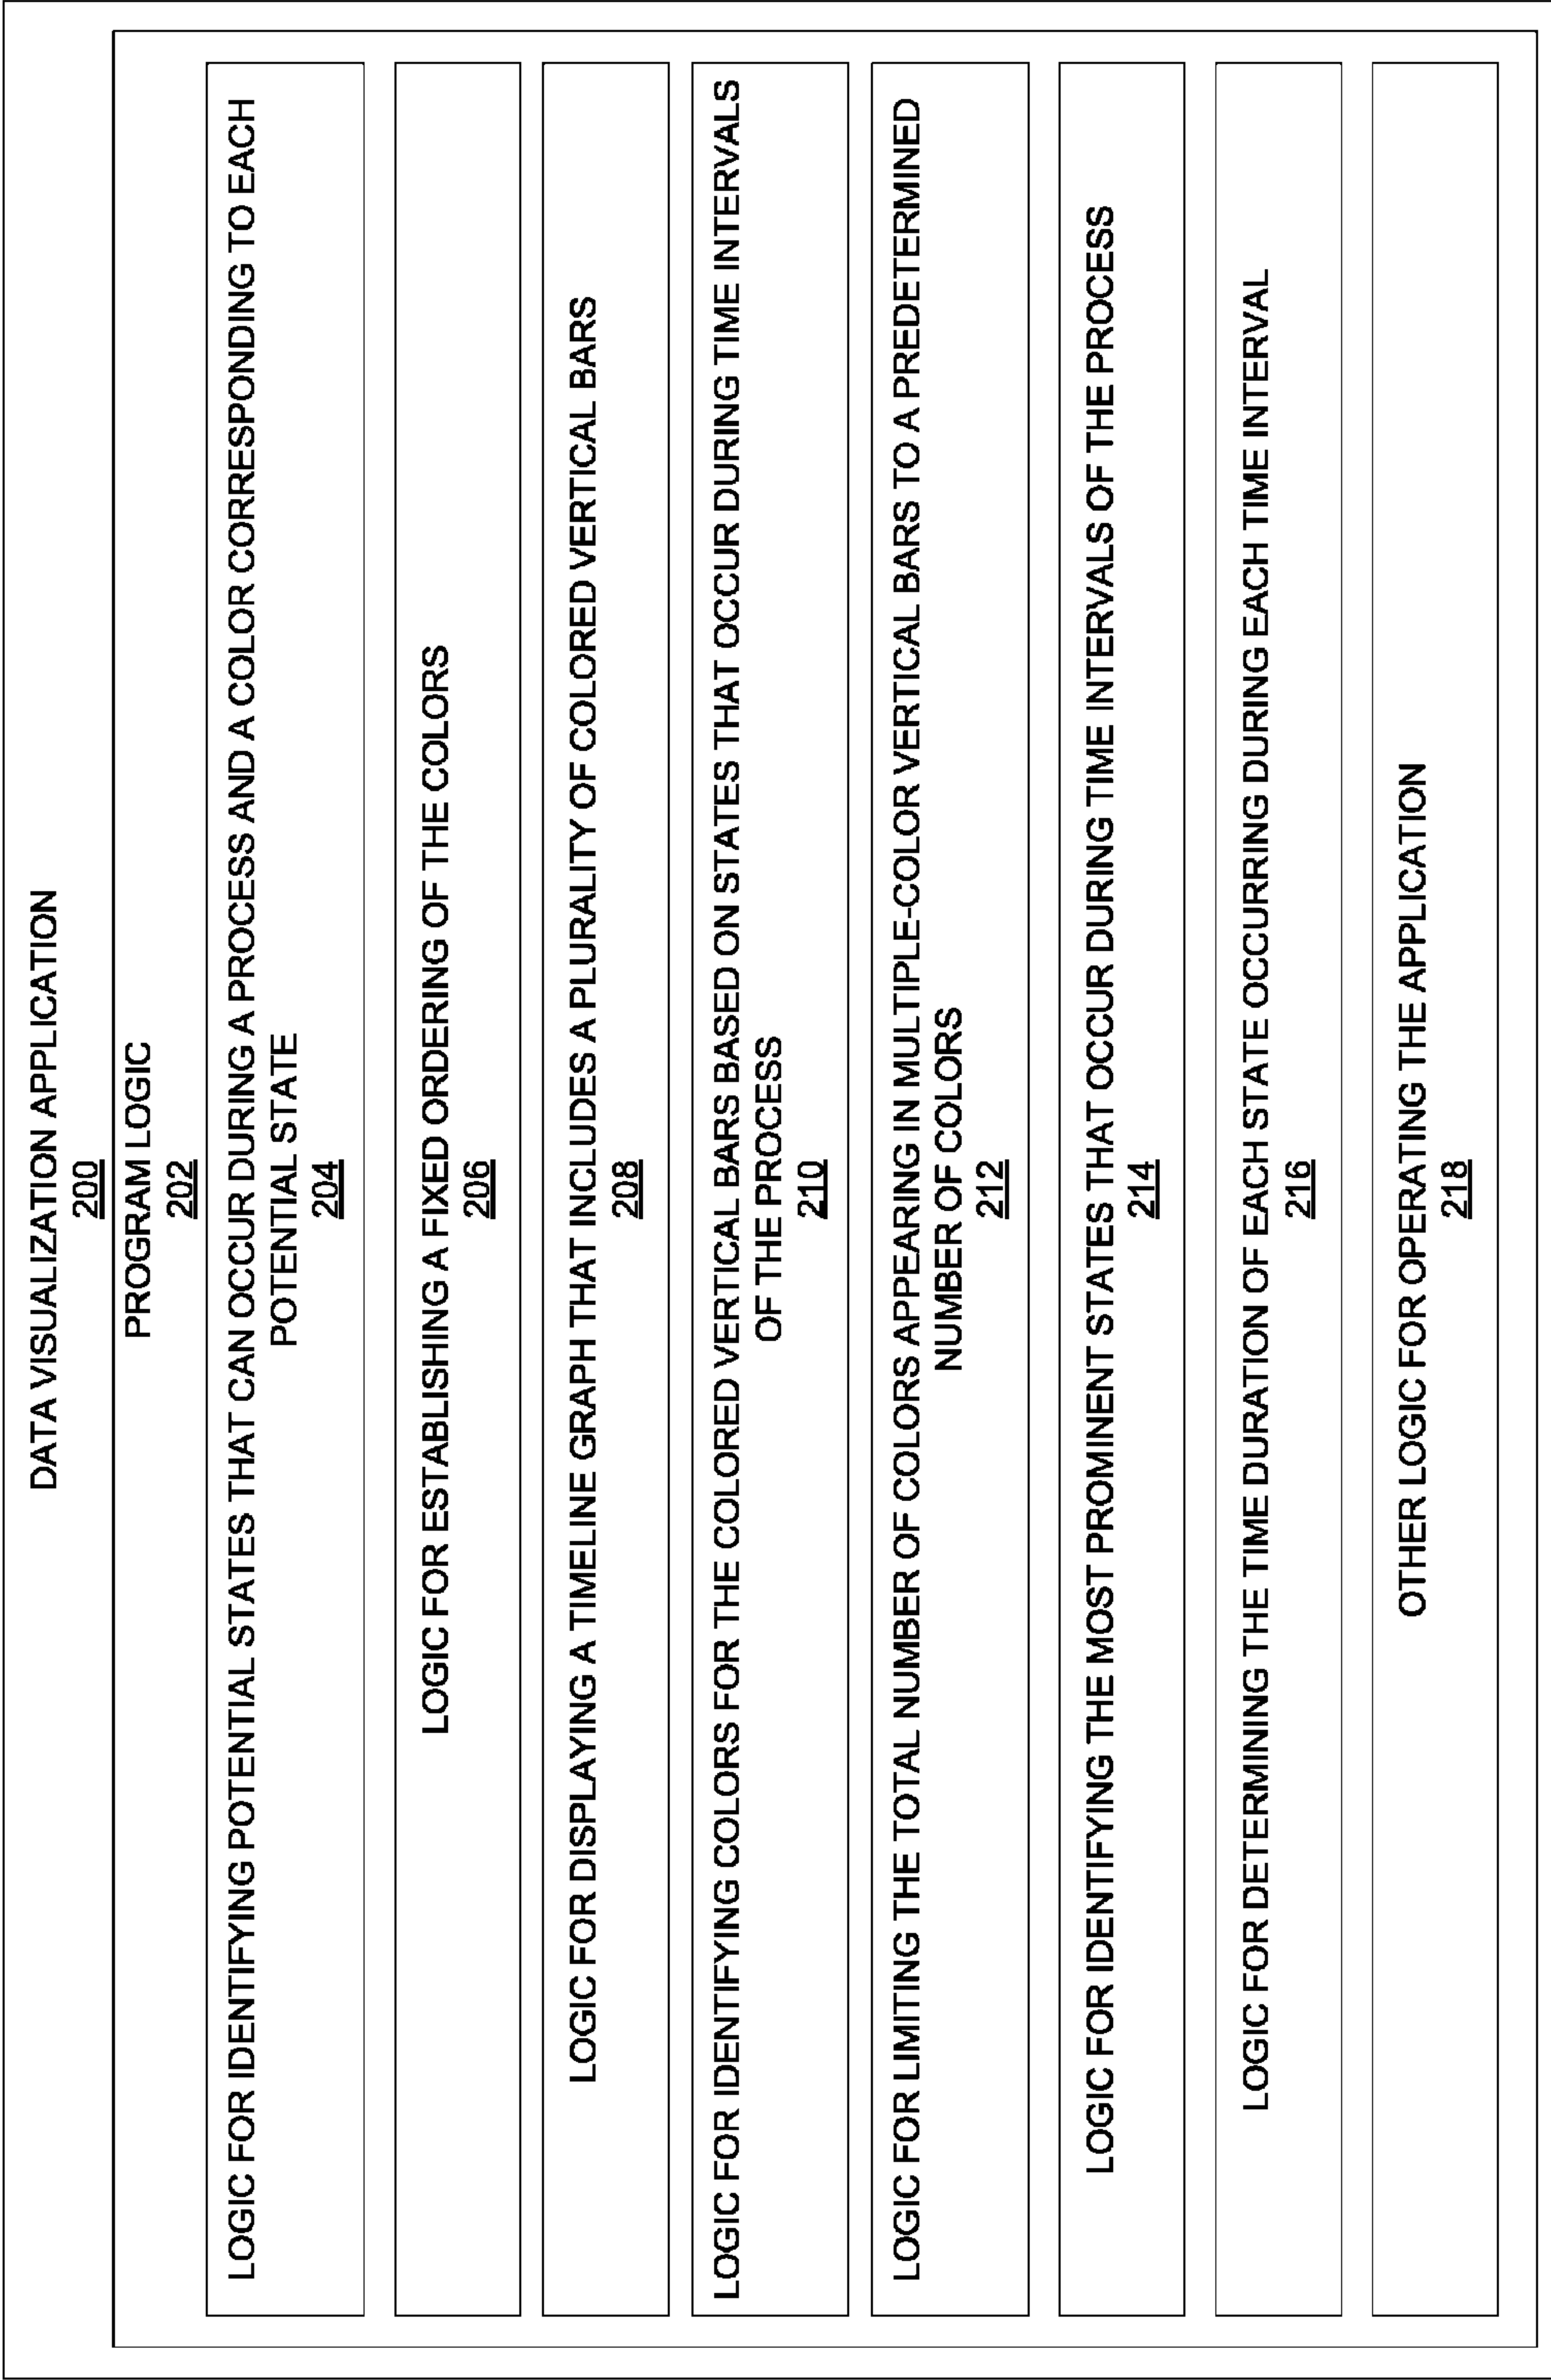 DATA VISUALIZATION APPLICATION
200
PROGRAM LOGIC
202
LOGIC FOR IDENTIFYING POTENTIAL STATES THAT CAN OCCUR DURING A PROCESS AND A COLOR CORRESPONDING TO EACH
POTENTIAL STATE
204
LOGIC FOR ESTABLISHING A FIXED ORDERING OF THE COLORS
206
LOGIC FOR DISPLAYING A TIMELINE GRAPH THAT INCLUDES A PLURALITY OF COLORED VERTICAL BARS
208
LOGIC FOR IDENTIFYING COLORS FOR THE COLORED VERTICAL BARS BASED ON STATES THAT OCCUR DURING TIME INTERVALS
OF THE PROCESS
210
LOGIC FOR LIMITING THE TOTAL NUMBER OF COLORS APPEARING IN MULTIPLE-COLOR VERTICAL BARS TO A PREDETERMINED
NUMBER OF COLORS
212
LOGIC FOR IDENTIFYING THE MOST PROMINENT STATES THAT OCCUR DURING TIME INTERVALS OF THE PROCESS
214
LOGIC FOR DETERMINING THE TIME DURATION OF EACH STATE OCCURRING DURING EACH TIME INTERVAL
216
OTHER LOGIC FOR OPERATING THE APPLICATION
218